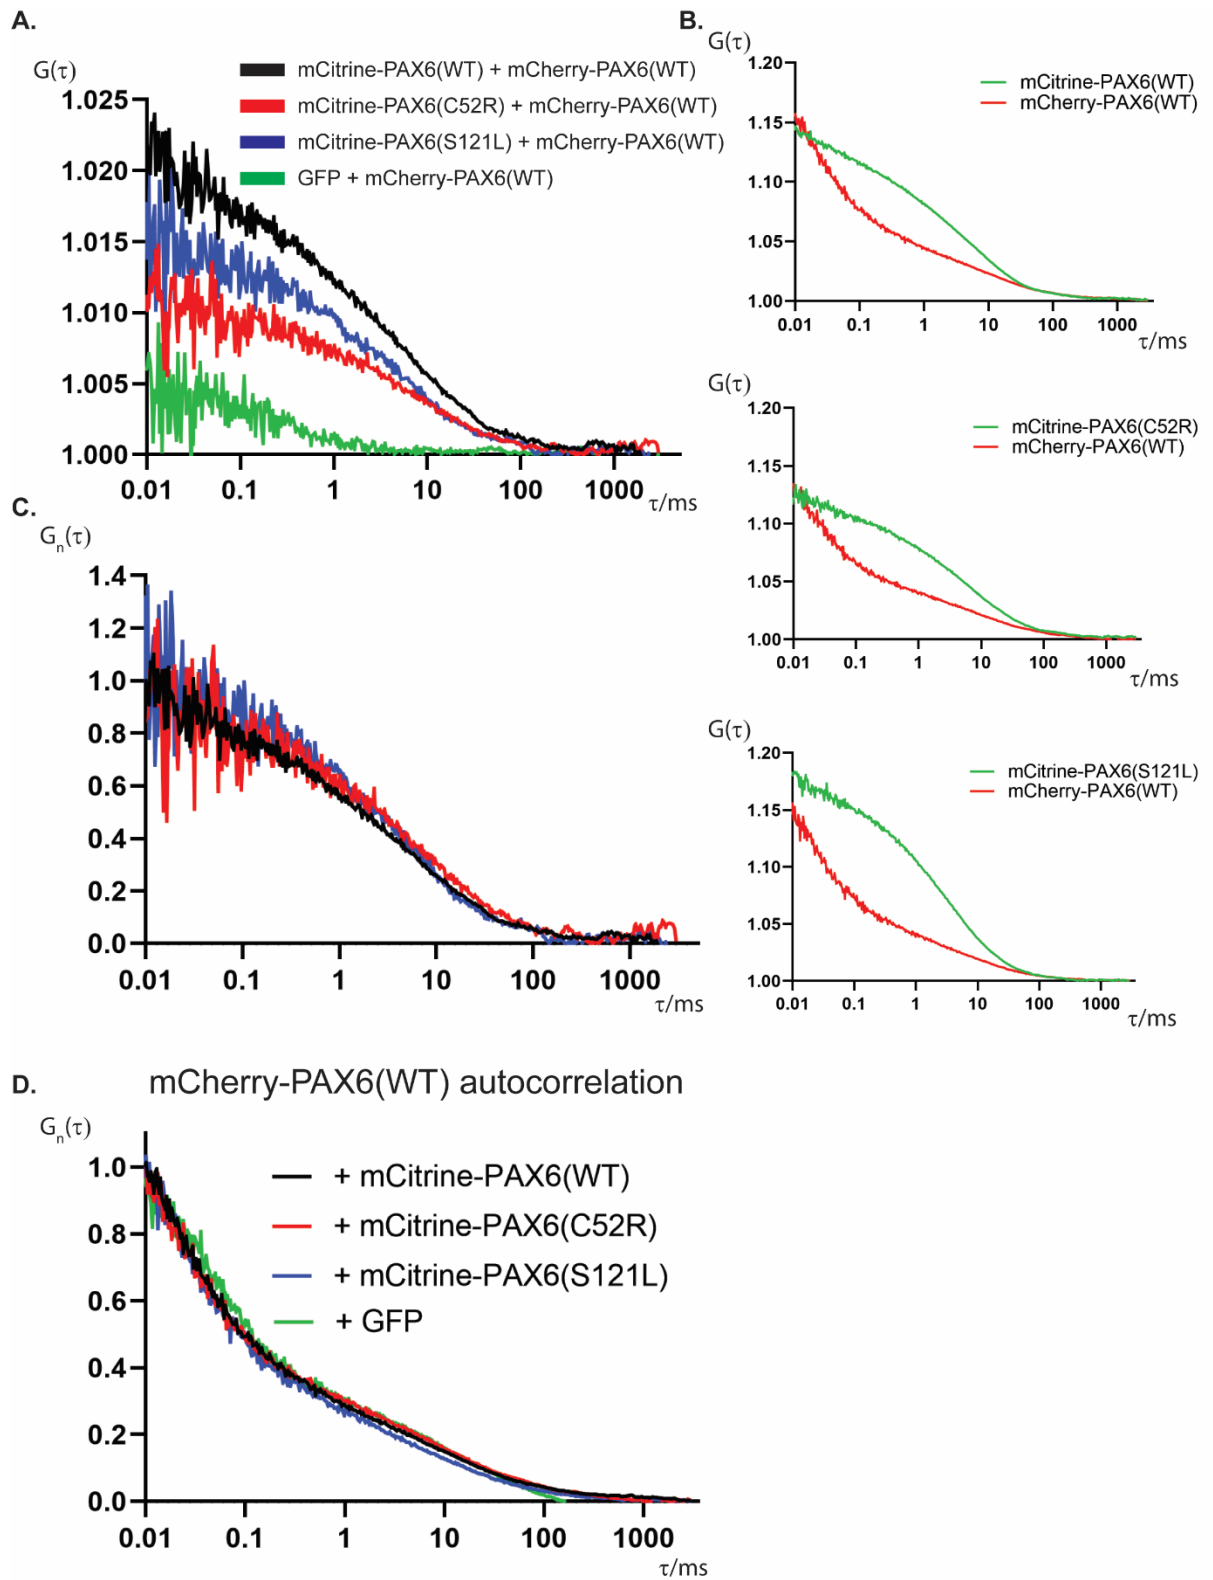 A.
G(τ)
mCitrine-PAX6(WT) + mCherry-PAX6(WT)
mCitrine-PAX6(C52R) + mCherry-PAX6(WT)
mCitrine-PAX6(S121L) + mCherry-PAX6(WT)
GFP + mCherry-PAX6(WT)
1.025
1.020
1.015
1.010
1.005
1.000
0.01 0.1 1 10 100 1000
τ/ms
B.
G(τ)
mCitrine-PAX6(WT)
mCherry-PAX6(WT)
1.20
1.15
1.10
1.05
1.00
0.01 0.1 1 10 100 1000
τ/ms
G(τ)
mCitrine-PAX6(C52R)
mCherry-PAX6(WT)
1.20
1.15
1.10
1.05
1.00
0.01 0.1 1 10 100 1000
τ/ms
G(τ)
mCitrine-PAX6(S121L)
mCherry-PAX6(WT)
1.20
1.15
1.10
1.05
1.00
0.01 0.1 1 10 100 1000
τ/ms
C.
Gn(τ)
1.4
1.2
1.0
0.8
0.6
0.4
0.2
0.0
0.01 0.1 1 10 100 1000
τ/ms
D.
mCherry-PAX6(WT) autocorrelation
Gn(τ)
+ mCitrine-PAX6(WT)
+ mCitrine-PAX6(C52R)
+ mCitrine-PAX6(S121L)
+ GFP
1.0
0.8
0.6
0.4
0.2
0.0
0.01 0.1 1 10 100 1000
τ/ms